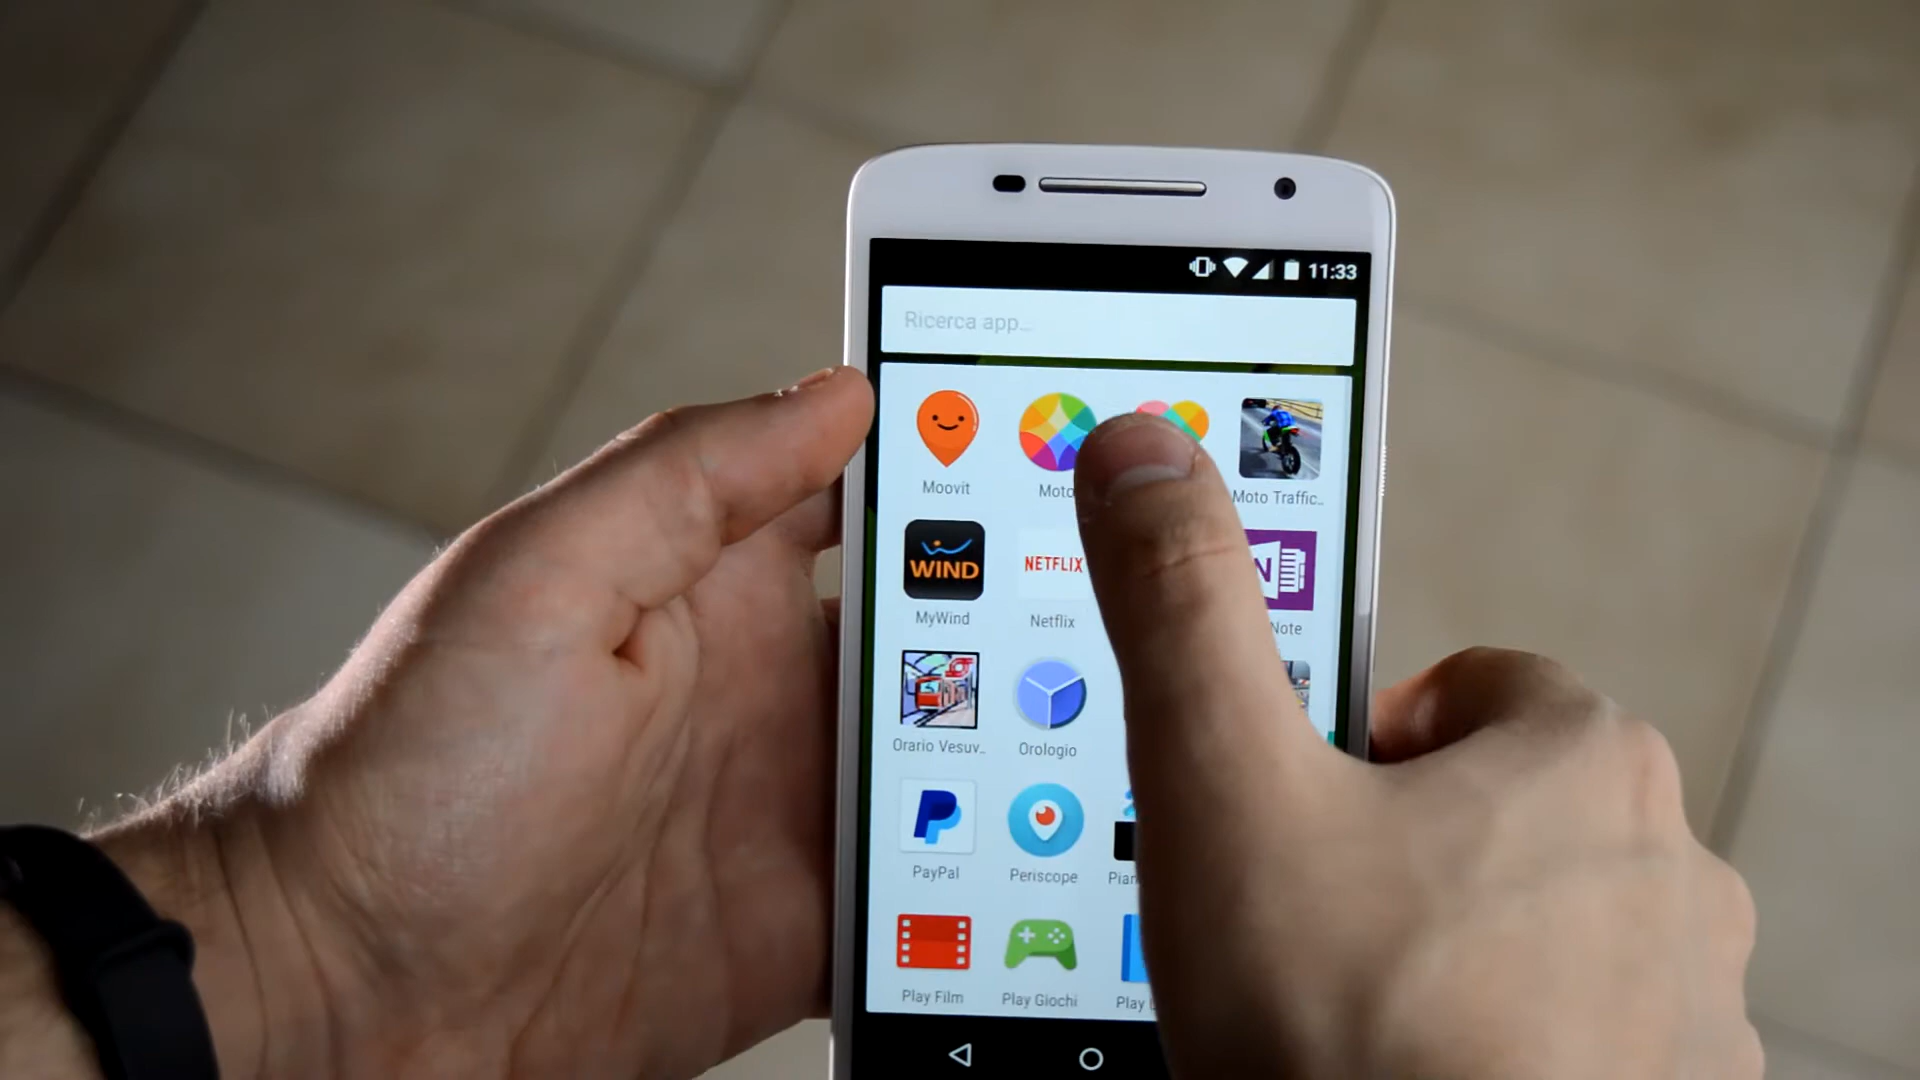 11:33
Ricerca app...
Moovit
Moto
Moto Traffic..
WIND
NETFLIX
N
MyWind
Netflix
Note
Orario Vesuv..
Orologio
PayPal
Periscope
Play Film
Play Giochi
Play